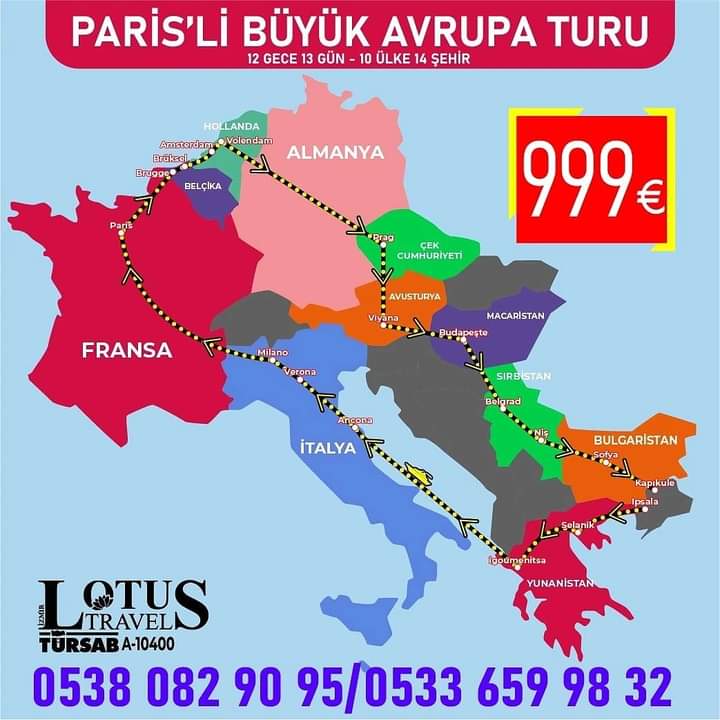 PARİS'Lİ BÜYÜK AVRUPA TURU
12 GECE 13 GÜN - 10 ÜLKE 14 ŞEHİR
999€
HOLLANDA
Amsterdam
Volendam
Brüksel
Brugge
BELÇİKA
ALMANYA
Paris
Prag
ÇEK
CUMHURİYETİ
AVUSTURYA
Viyana
MACARİSTAN
Budapeşte
FRANSA
Milano
Verona
SIRBİSTAN
Belgrad
Ancona
İTALYA
Niş
BULGARİSTAN
Sofya
Kapıkule
Ipsala
Selanik
Igoumenitsa
YUNANİSTAN
İZMİR
LOTUS
TRAVEL
TÜRSAB A-10400
0538 082 90 95/0533 659 98 32